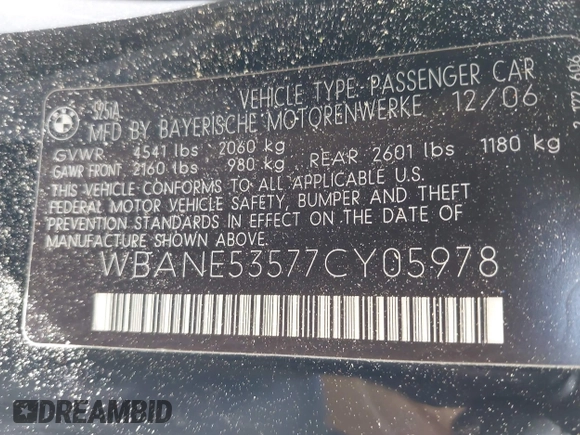 BMW
525iA
VEHICLE TYPE: PASSENGER CAR
MFD BY BAYERISCHE MOTORENWERKE 12/06
GVWR 4541 lbs 2060 kg
GAWR FRONT 2160 lbs 980 kg REAR 2601 lbs 1180 kg
THIS VEHICLE CONFORMS TO ALL APPLICABLE U.S.
FEDERAL MOTOR VEHICLE SAFETY, BUMPER AND THEFT
PREVENTION STANDARDS IN EFFECT ON THE DATE OF
MANUFACTURE SHOWN ABOVE.
WBANE53577CY05978
DREAMBID